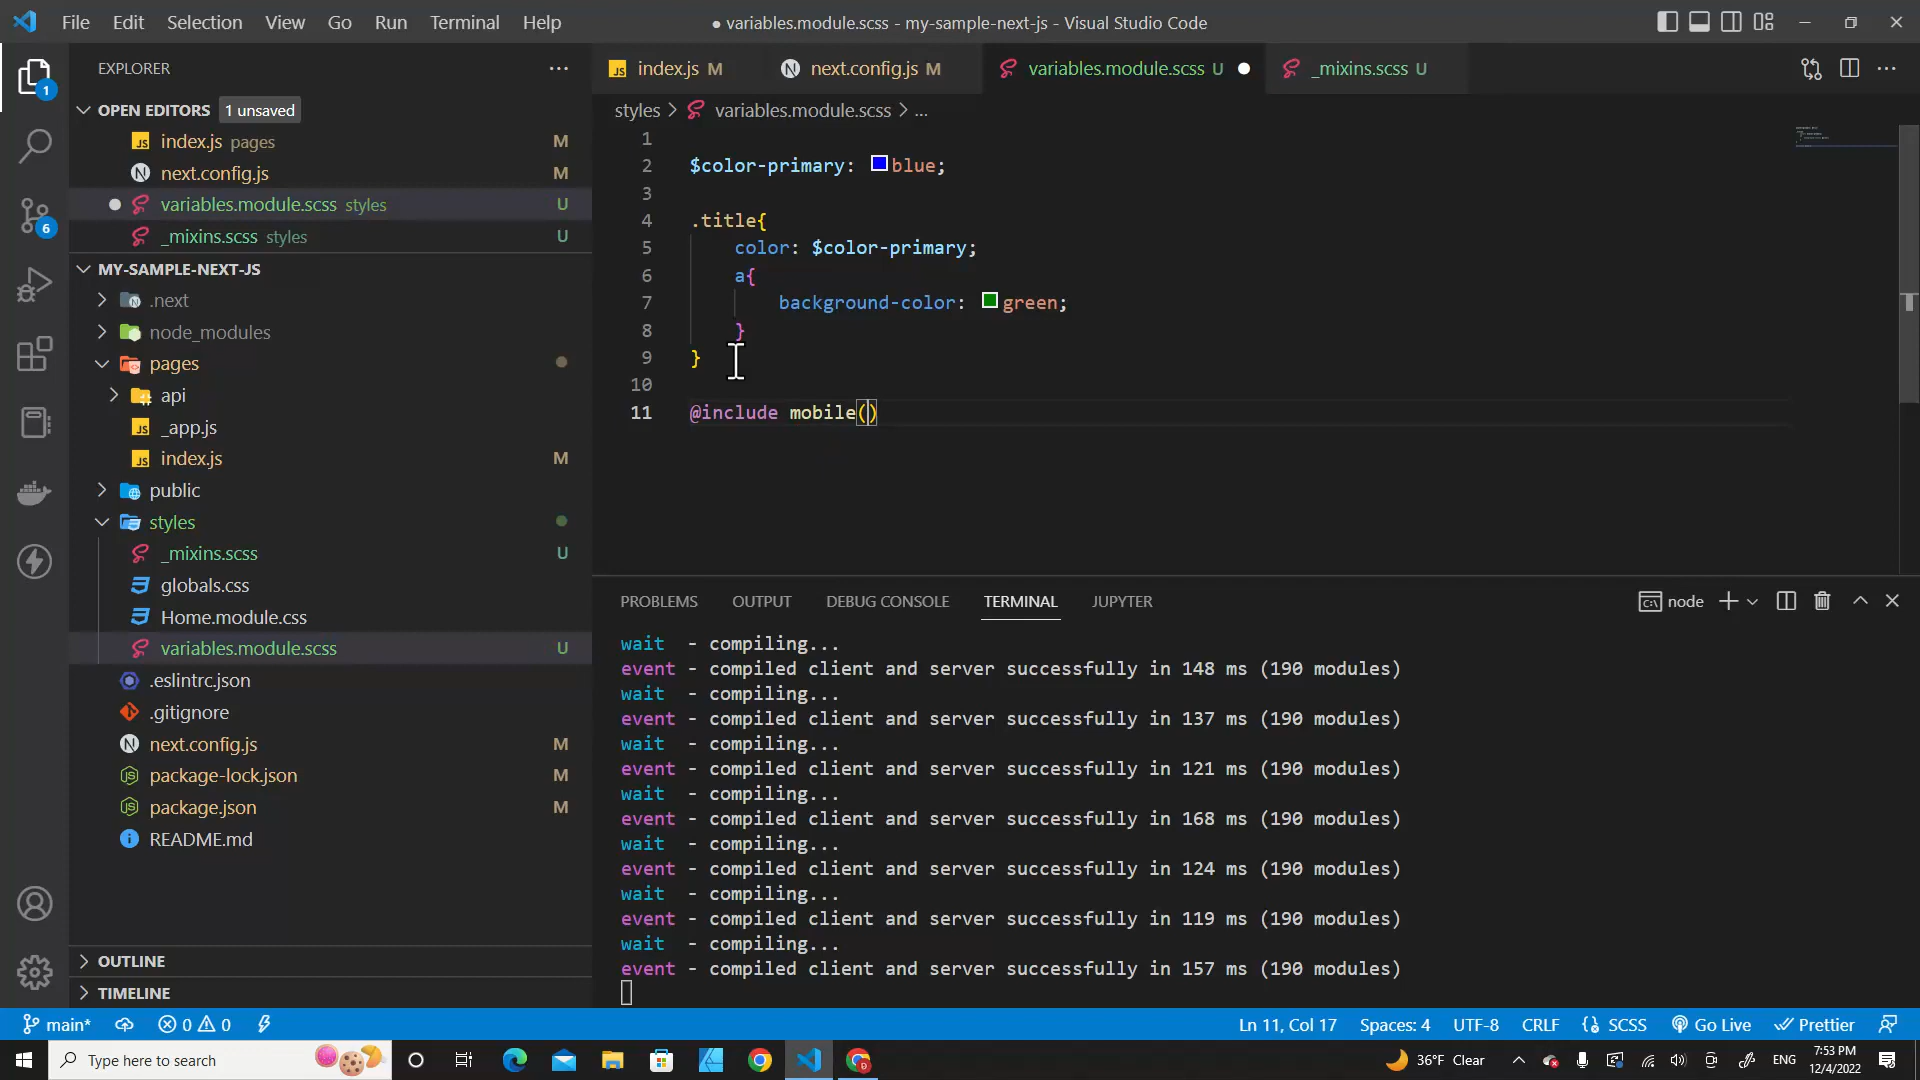 File Edit Selection View Go Run Terminal Help
● variables.module.scss - my-sample-next-js - Visual Studio Code
EXPLORER
OPEN EDITORS 1 unsaved
index.js pages M
next.config.js M
variables.module.scss styles U
_mixins.scss styles U
MY-SAMPLE-NEXT-JS
.next
node_modules
pages
api
_app.js
index.js M
public
styles
_mixins.scss U
globals.css
Home.module.css
variables.module.scss U
.eslintrc.json
.gitignore
next.config.js M
package-lock.json M
package.json M
README.md
OUTLINE
TIMELINE
1
6
index.js M
next.config.js M
variables.module.scss U
_mixins.scss U
styles > variables.module.scss > ...
1
2 $color-primary: blue;
3
4 .title{
5 color: $color-primary;
6 a{
7 background-color: green;
8 }
9 }
10
11 @include mobile()
PROBLEMS OUTPUT DEBUG CONSOLE TERMINAL JUPYTER
node
wait - compiling...
event - compiled client and server successfully in 148 ms (190 modules)
wait - compiling...
event - compiled client and server successfully in 137 ms (190 modules)
wait - compiling...
event - compiled client and server successfully in 121 ms (190 modules)
wait - compiling...
event - compiled client and server successfully in 168 ms (190 modules)
wait - compiling...
event - compiled client and server successfully in 124 ms (190 modules)
wait - compiling...
event - compiled client and server successfully in 119 ms (190 modules)
wait - compiling...
event - compiled client and server successfully in 157 ms (190 modules)
main* 0 0
Ln 11, Col 17 Spaces: 4 UTF-8 CRLF {} SCSS Go Live Prettier
Type here to search
36°F Clear
ENG
7:53 PM
12/4/2022